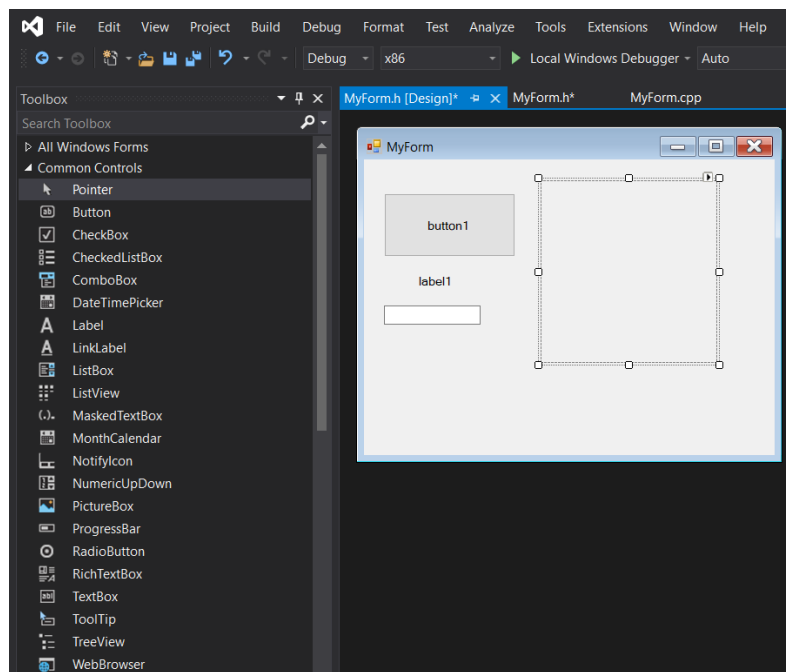 File Edit View Project Build Debug Format Test Analyze Tools Extensions Window Help
Debug x86 Local Windows Debugger Auto
Toolbox
MyForm.h [Design]* MyForm.h* MyForm.cpp
Search Toolbox
All Windows Forms
Common Controls
Pointer
Button
CheckBox
CheckedListBox
ComboBox
DateTimePicker
Label
LinkLabel
ListBox
ListView
MaskedTextBox
MonthCalendar
NotifyIcon
NumericUpDown
PictureBox
ProgressBar
RadioButton
RichTextBox
TextBox
ToolTip
TreeView
WebBrowser
MyForm
button1
label1